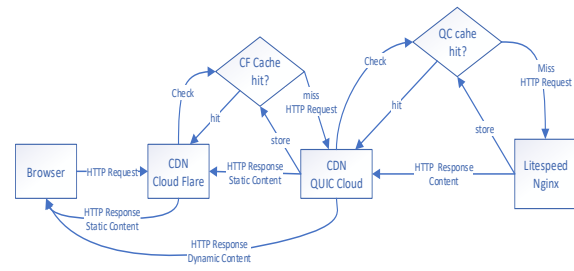 QC cahe
hit?
CF Cache
hit?
Check
Miss
HTTP Request
Check
miss
HTTP Request
hit
hit
store
store
Browser
HTTP Request
CDN
Cloud Flare
HTTP Response
Static Content
CDN
QUIC Cloud
HTTP Response
Content
Litespeed
Nginx
HTTP Response
Static Content
HTTP Response
Dynamic Content